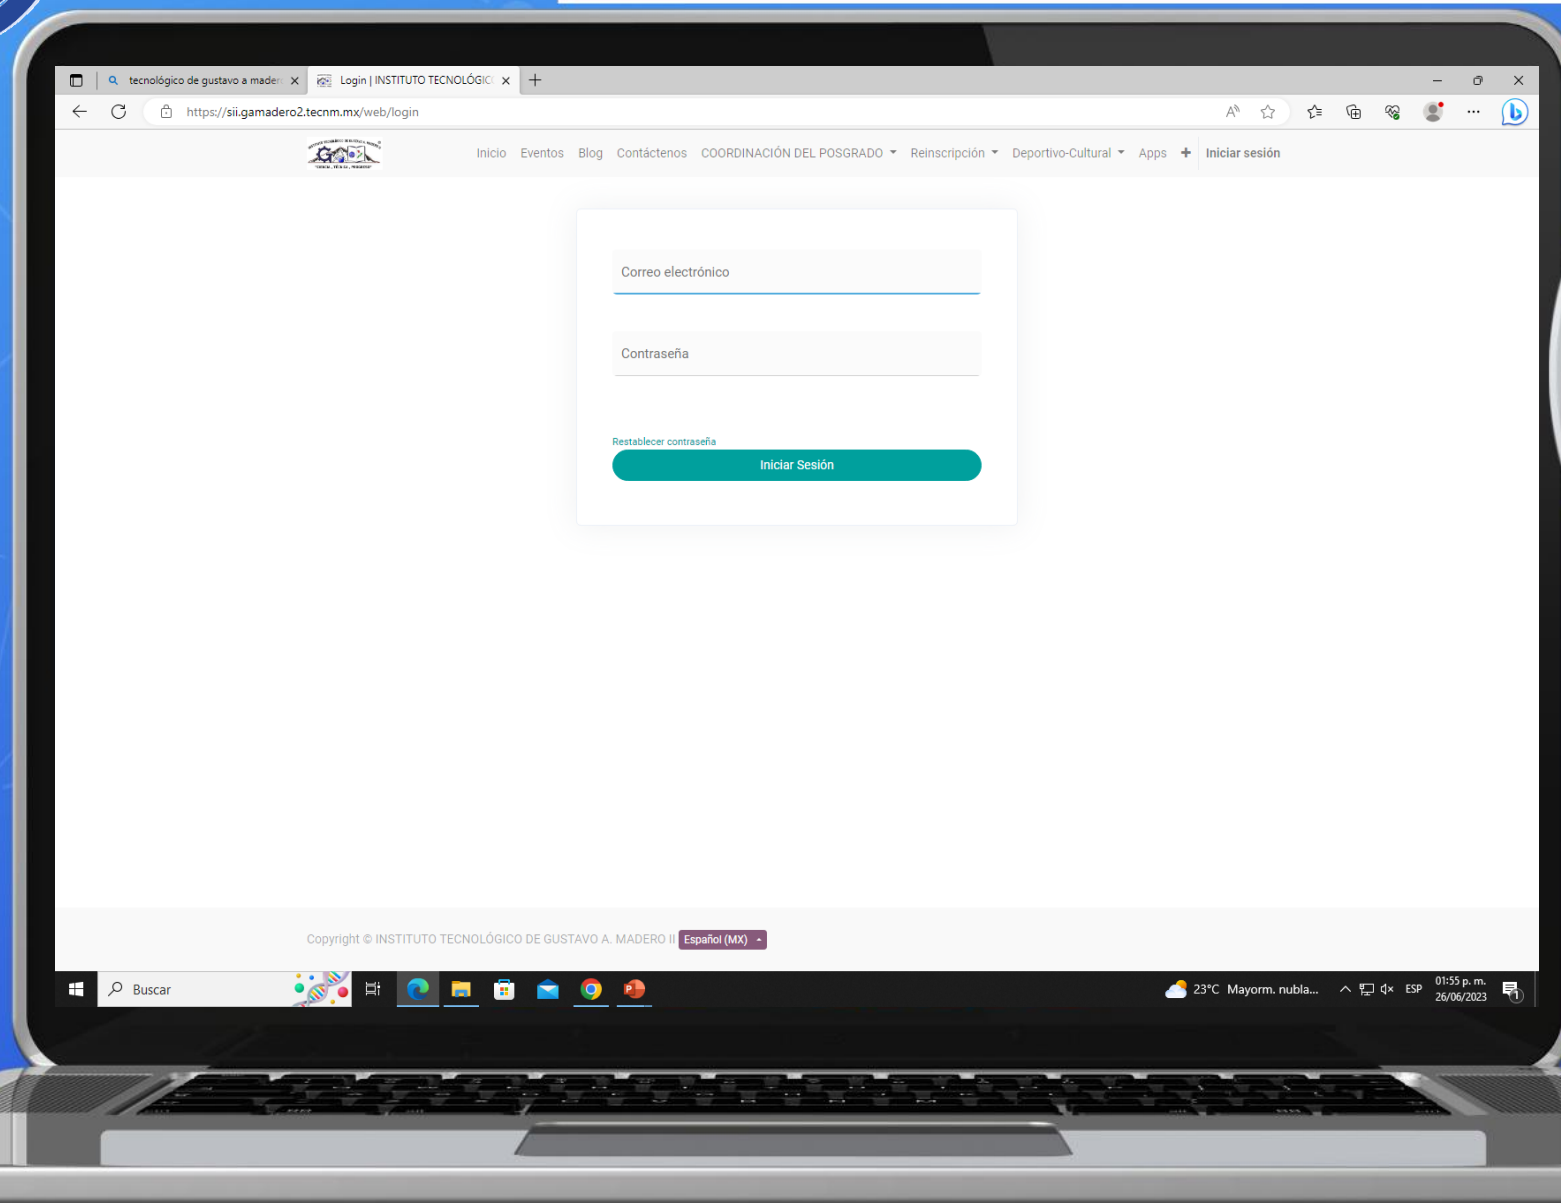 tecnológico de gustavo a mader
Login | INSTITUTO TECNOLÓGIC
https://sii.gamadero2.tecnm.mx/web/login
Inicio Eventos Blog Contáctenos COORDINACIÓN DEL POSGRADO Reinscripción Deportivo-Cultural Apps Iniciar sesión
Correo electrónico
Contraseña
Restablecer contraseña
Iniciar Sesión
Copyright © INSTITUTO TECNOLÓGICO DE GUSTAVO A. MADERO II Español (MX)
Buscar
23°C Mayorm. nubla... ESP
01:55 p. m.
26/06/2023
1